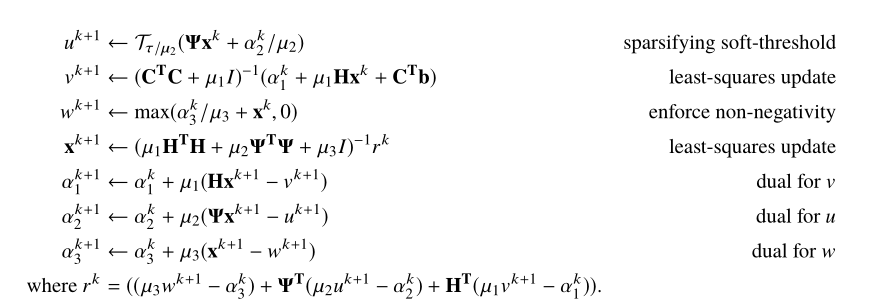 u^{k+1} ← 𝒯_{τ/μ_2}(Ψx^k + α_2^k/μ_2) sparsifying soft-threshold
v^{k+1} ← (C^T C + μ_1 I)^{-1}(α_1^k + μ_1 Hx^k + C^T b) least-squares update
w^{k+1} ← max(α_3^k/μ_3 + x^k, 0) enforce non-negativity
x^{k+1} ← (μ_1 H^T H + μ_2 Ψ^T Ψ + μ_3 I)^{-1} r^k least-squares update
α_1^{k+1} ← α_1^k + μ_1(Hx^{k+1} − v^{k+1}) dual for v
α_2^{k+1} ← α_2^k + μ_2(Ψx^{k+1} − u^{k+1}) dual for u
α_3^{k+1} ← α_3^k + μ_3(x^{k+1} − w^{k+1}) dual for w
where r^k = ((μ_3 w^{k+1} − α_3^k) + Ψ^T(μ_2 u^{k+1} − α_2^k) + H^T(μ_1 v^{k+1} − α_1^k)).